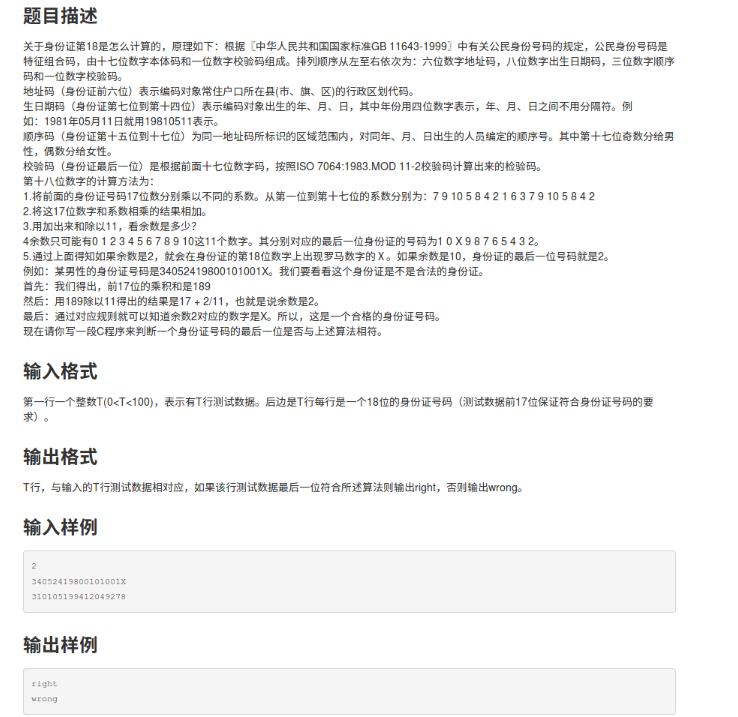 题目描述
关于身份证第18是怎么计算的，原理如下：根据〖中华人民共和国国家标准GB 11643-1999〗中有关公民身份号码的规定，公民身份号码是
特征组合码，由十七位数字本体码和一位数字校验码组成。排列顺序从左至右依次为：六位数字地址码，八位数字出生日期码，三位数字顺序
码和一位数字校验码。
地址码（身份证前六位）表示编码对象常住户口所在县(市、旗、区)的行政区划代码。
生日期码（身份证第七位到第十四位）表示编码对象出生的年、月、日，其中年份用四位数字表示，年、月、日之间不用分隔符。例
如：1981年05月11日就用19810511表示。
顺序码（身份证第十五位到十七位）为同一地址码所标识的区域范围内，对同年、月、日出生的人员编定的顺序号。其中第十七位奇数分给男
性，偶数分给女性。
校验码（身份证最后一位）是根据前面十七位数字码，按照ISO 7064:1983.MOD 11-2校验码计算出来的检验码。
第十八位数字的计算方法为：
1.将前面的身份证号码17位数分别乘以不同的系数。从第一位到第十七位的系数分别为：7 9 10 5 8 4 2 1 6 3 7 9 10 5 8 4 2
2.将这17位数字和系数相乘的结果相加。
3.用加出来和除以11，看余数是多少？
4余数只可能有0 1 2 3 4 5 6 7 8 9 10这11个数字。其分别对应的最后一位身份证的号码为1 0 X 9 8 7 6 5 4 3 2。
5.通过上面得知如果余数是2，就会在身份证的第18位数字上出现罗马数字的Ⅹ。如果余数是10，身份证的最后一位号码就是2。
例如：某男性的身份证号码是34052419800101001X。我们要看看这个身份证是不是合法的身份证。
首先：我们得出，前17位的乘积和是189
然后：用189除以11得出的结果是17 + 2/11，也就是说余数是2。
最后：通过对应规则就可以知道余数2对应的数字是X。所以，这是一个合格的身份证号码。
现在请你写一段C程序来判断一个身份证号码的最后一位是否与上述算法相符。
输入格式
第一行一个整数T(0<T<100)，表示有T行测试数据。后边是T行每行是一个18位的身份证号码（测试数据前17位保证符合身份证号码的要
求）。
输出格式
T行，与输入的T行测试数据相对应，如果该行测试数据最后一位符合所述算法则输出right，否则输出wrong。
输入样例
2
34052419800101001X
310105199412049278
输出样例
right
wrong